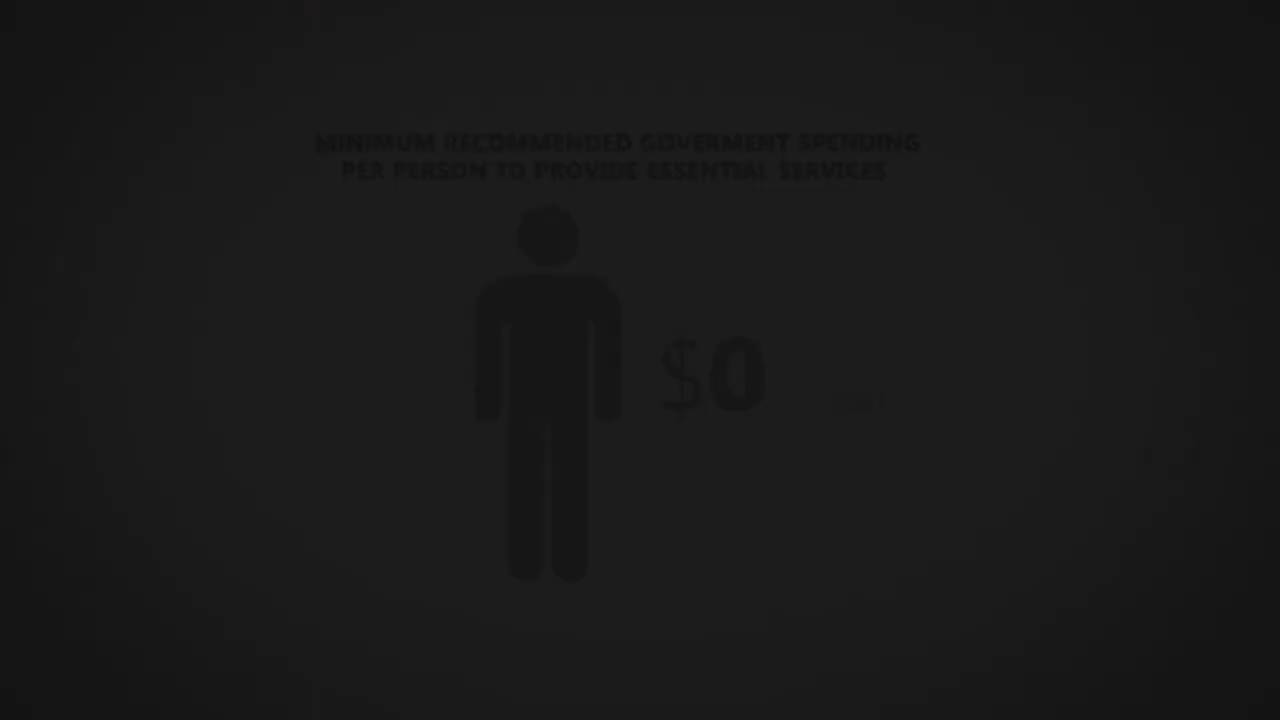 MINIMUM RECOMMENDED GOVERMENT SPENDING
PER PERSON TO PROVIDE ESSENTIAL SERVICES
$0